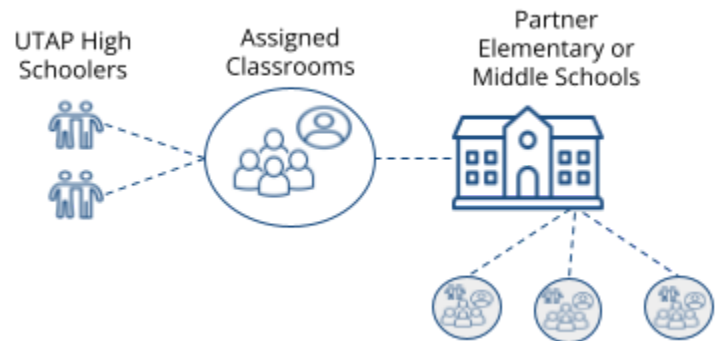 UTAP High
Schoolers
Assigned
Classrooms
Partner
Elementary or
Middle Schools